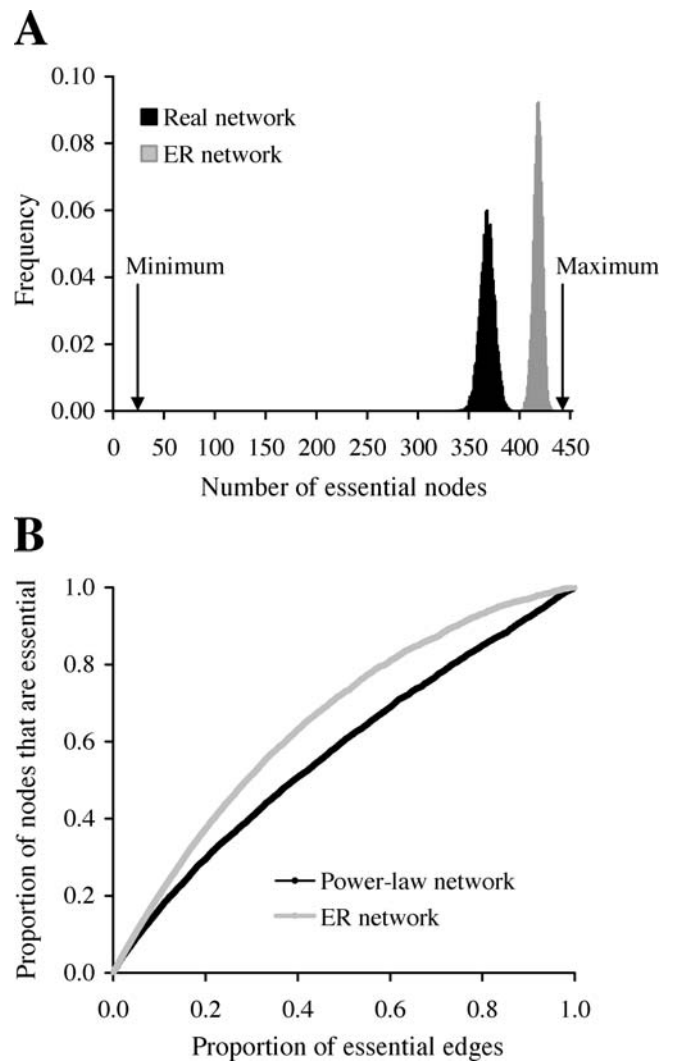 A
0.10
0.08
0.06
0.04
0.02
0.00
Frequency
Real network
ER network
Minimum
Maximum
0 50 100 150 200 250 300 350 400 450
Number of essential nodes
B
1.0
0.8
0.6
0.4
0.2
0.0
Proportion of nodes that are essential
Power-law network
ER network
0.0 0.2 0.4 0.6 0.8 1.0
Proportion of essential edges